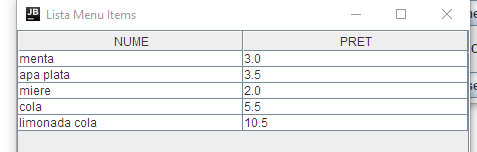 JB Lista Menu Items
NUME PRET
menta 3.0
apa plata 3.5
miere 2.0
cola 5.5
limonada cola 10.5